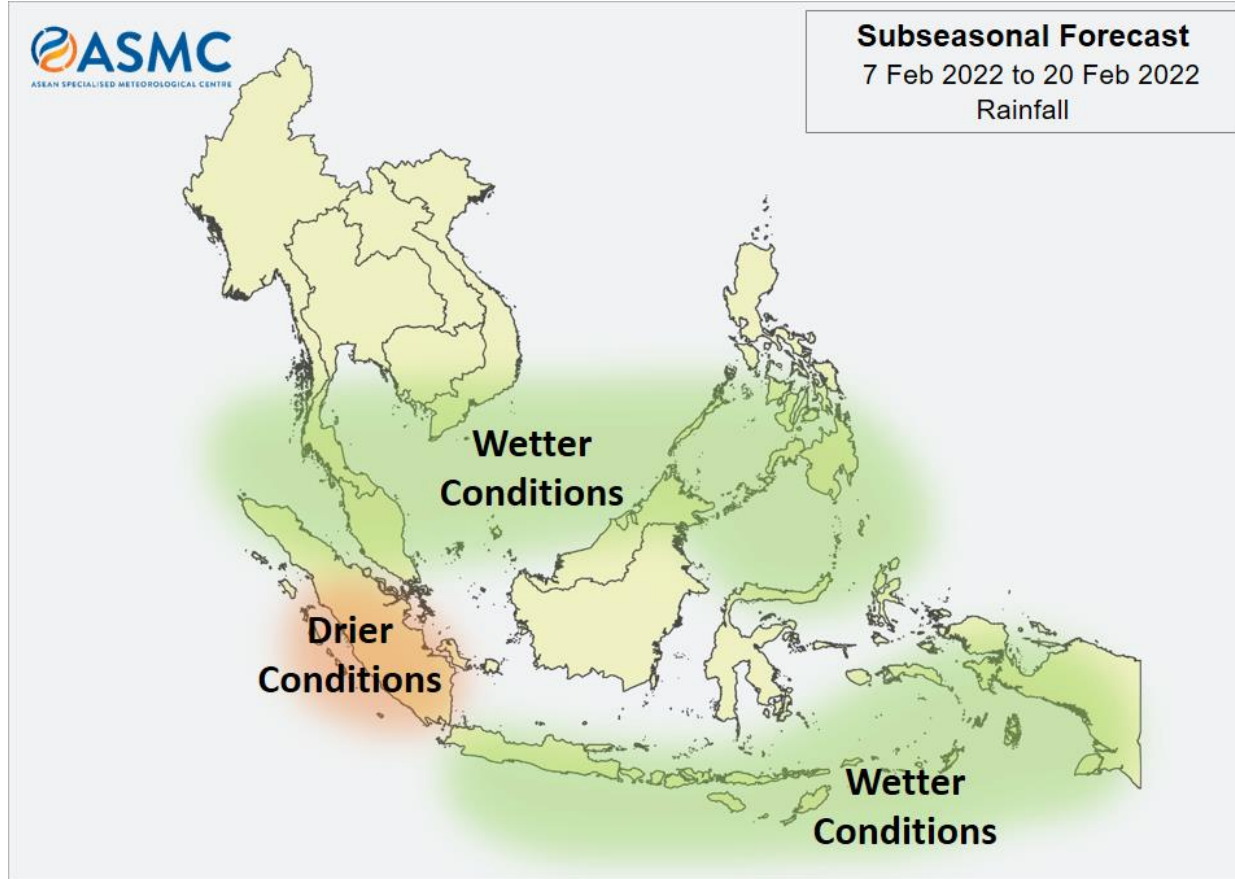 ASMC
ASEAN SPECIALISED METEOROLOGICAL CENTRE
Subseasonal Forecast
7 Feb 2022 to 20 Feb 2022
Rainfall
Wetter
Conditions
Drier
Conditions
Wetter
Conditions